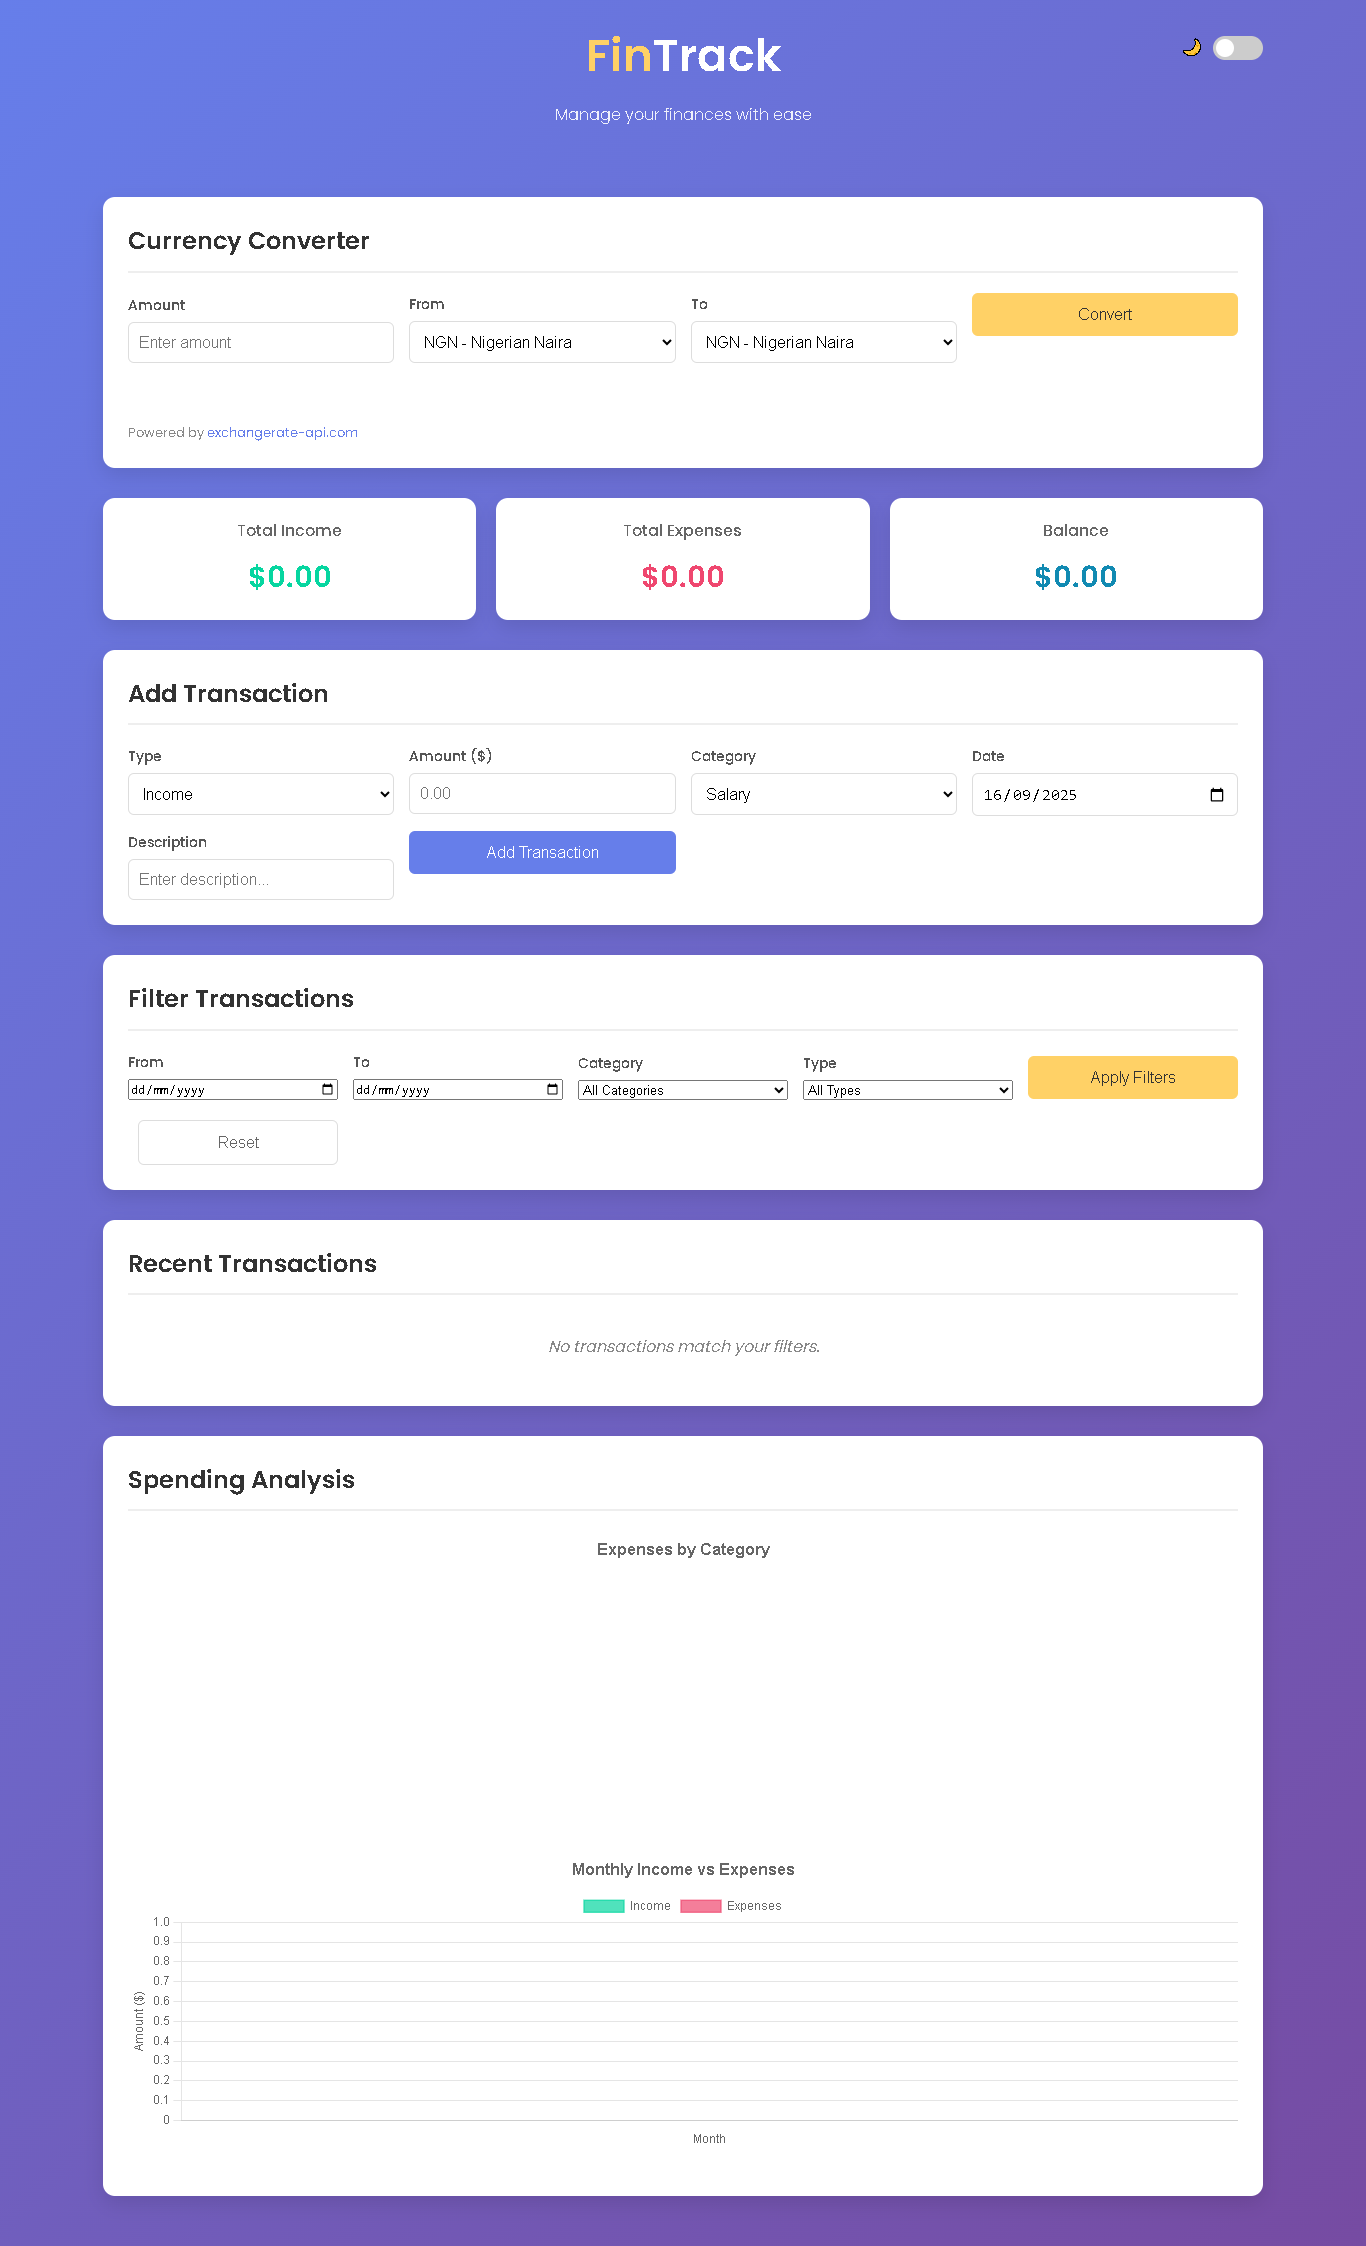 FinTrack
Manage your finances with ease
Currency Converter
Amount
From
To
Convert
Enter amount
NGN - Nigerian Naira
NGN - Nigerian Naira
Powered by exchangerate-api.com
Total Income
Total Expenses
Balance
$0.00
$0.00
$0.00
Add Transaction
Type
Amount ($)
Category
Date
Income
0.00
Salary
16/09/2025
Description
Add Transaction
Enter description...
Filter Transactions
From
To
Category
Type
dd/mm/yyyy
dd/mm/yyyy
All Categories
All Types
Apply Filters
Reset
Recent Transactions
No transactions match your filters.
Spending Analysis
Expenses by Category
Monthly Income vs Expenses
Income
Expenses
1.0
0.9
0.8
0.7
0.6
0.5
0.4
0.3
0.2
0.1
0
Amount ($)
Month